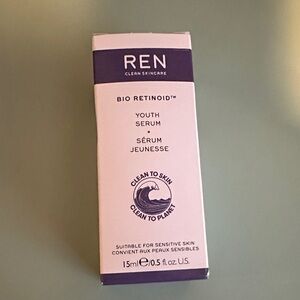 REN
CLEAN SKINCARE
BIO RETINOID™
YOUTH
SERUM
•
SÉRUM
JEUNESSE
CLEAN TO SKIN
CLEAN TO PLANET
SUITABLE FOR SENSITIVE SKIN
CONVIENT AUX PEAUX SENSIBLES
15ml ℮ 0.5 fl. oz. U.S.